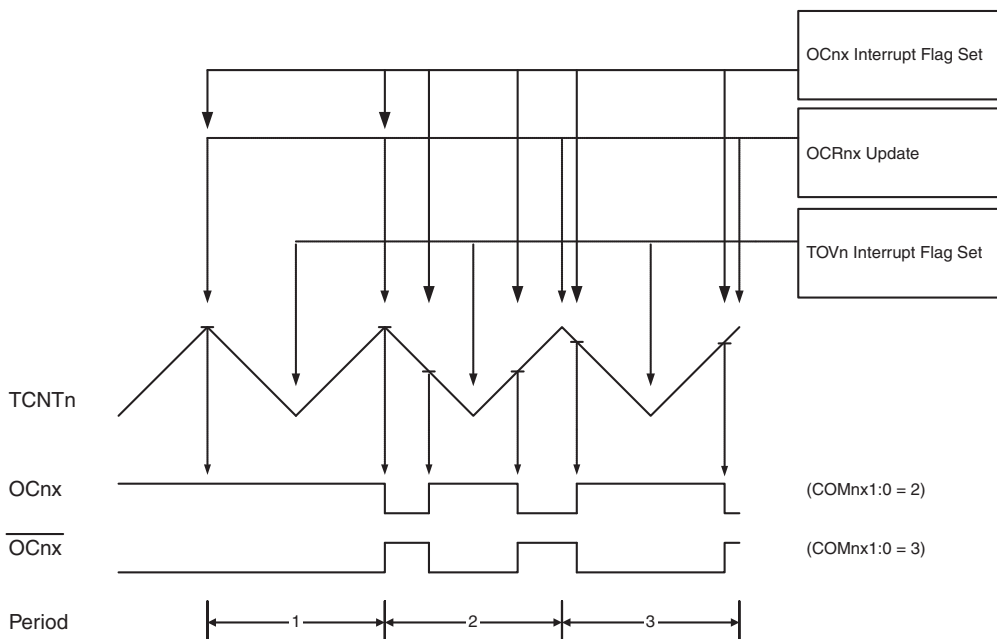 OCnx Interrupt Flag Set
OCRnx Update
TOVn Interrupt Flag Set
TCNTn
OCnx
(COMnx1:0 = 2)
OCnx
(COMnx1:0 = 3)
Period
1
2
3